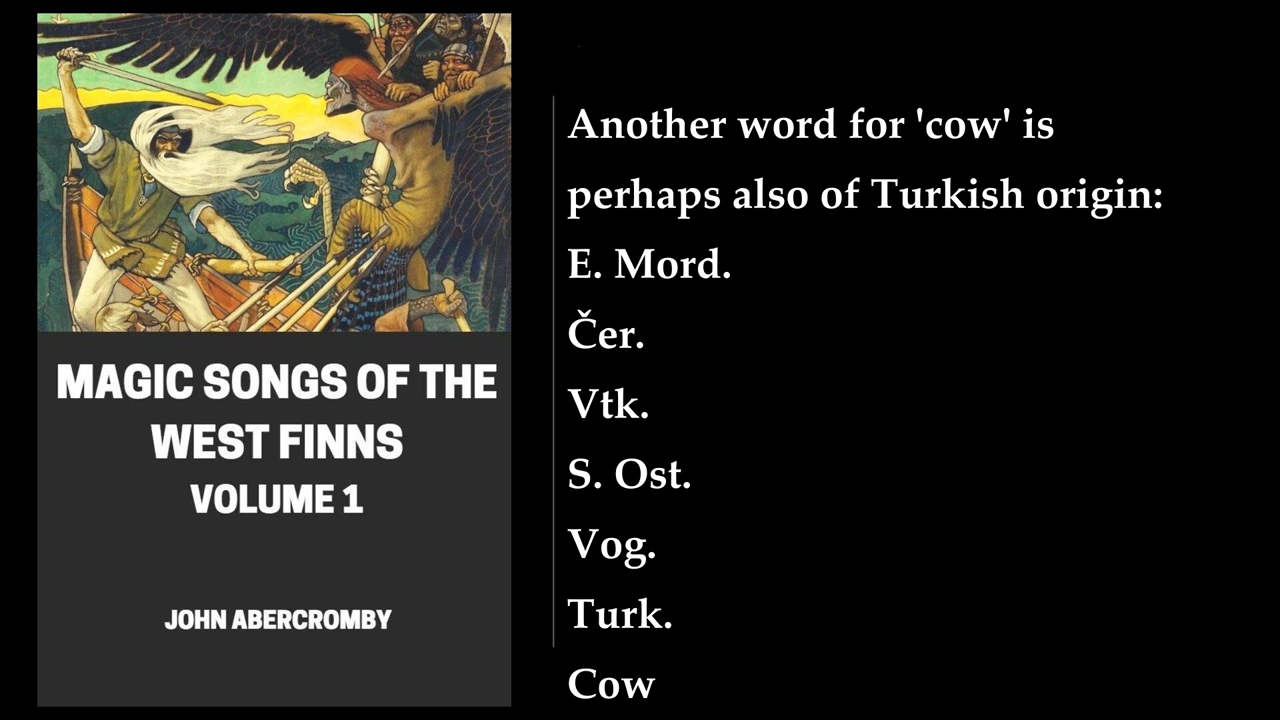 MAGIC SONGS OF THE
WEST FINNS
VOLUME 1
JOHN ABERCROMBY
Another word for 'cow' is
perhaps also of Turkish origin:
E. Mord.
Čer.
Vtk.
S. Ost.
Vog.
Turk.
Cow